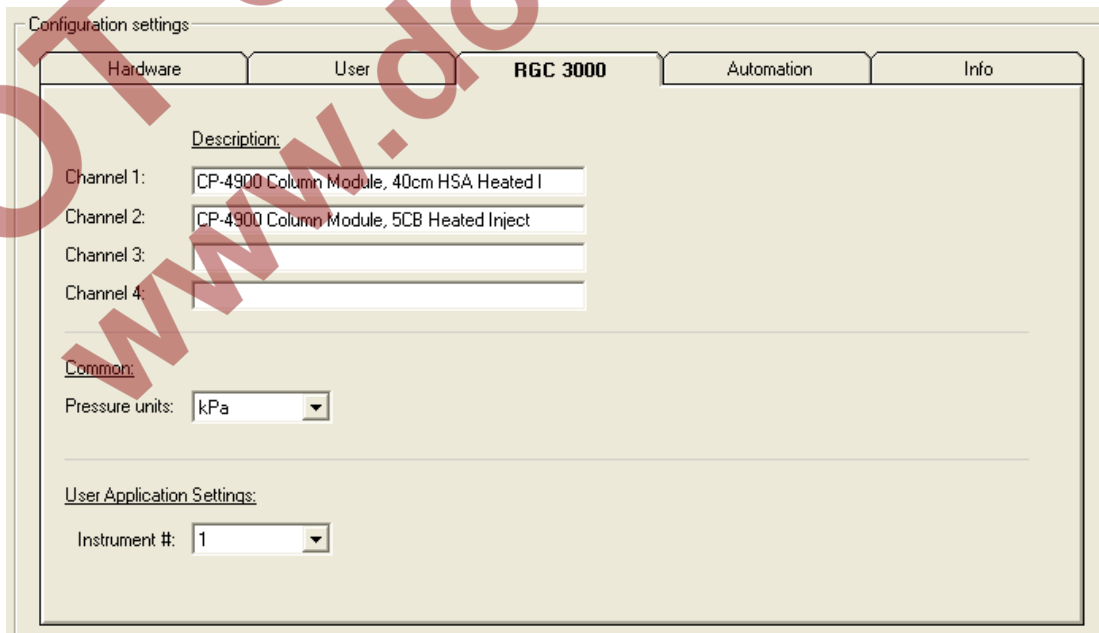 Configuration settings
Hardware User RGC 3000 Automation Info
Description:
Channel 1: CP-4900 Column Module, 40cm HSA Heated I
Channel 2: CP-4900 Column Module, 5CB Heated Inject
Channel 3:
Channel 4:
Common:
Pressure units: kPa
User Application Settings:
Instrument #: 1
www.do